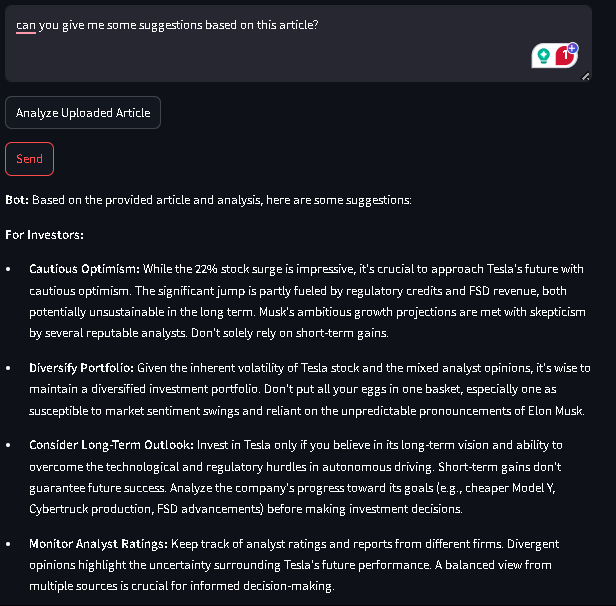 can you give me some suggestions based on this article?
1
Analyze Uploaded Article
Send
Bot: Based on the provided article and analysis, here are some suggestions:
For Investors:
• Cautious Optimism: While the 22% stock surge is impressive, it's crucial to approach Tesla's future with
cautious optimism. The significant jump is partly fueled by regulatory credits and FSD revenue, both
potentially unsustainable in the long term. Musk's ambitious growth projections are met with skepticism
by several reputable analysts. Don't solely rely on short-term gains.
• Diversify Portfolio: Given the inherent volatility of Tesla stock and the mixed analyst opinions, it's wise to
maintain a diversified investment portfolio. Don't put all your eggs in one basket, especially one as
susceptible to market sentiment swings and reliant on the unpredictable pronouncements of Elon Musk.
• Consider Long-Term Outlook: Invest in Tesla only if you believe in its long-term vision and ability to
overcome the technological and regulatory hurdles in autonomous driving. Short-term gains don't
guarantee future success. Analyze the company's progress toward its goals (e.g., cheaper Model Y,
Cybertruck production, FSD advancements) before making investment decisions.
• Monitor Analyst Ratings: Keep track of analyst ratings and reports from different firms. Divergent
opinions highlight the uncertainty surrounding Tesla's future performance. A balanced view from
multiple sources is crucial for informed decision-making.